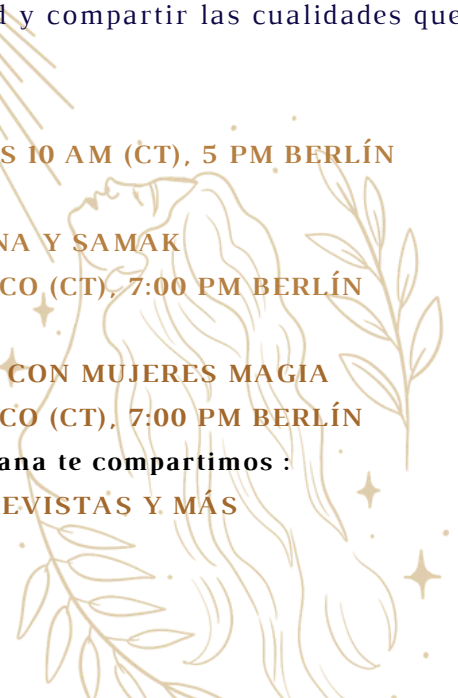 d y compartir las cualidades que
S 10 AM (CT), 5 PM BERLÍN
NA Y SAMAK
CO (CT), 7:00 PM BERLÍN
CON MUJERES MAGIA
CO (CT), 7:00 PM BERLÍN
ana te compartimos :
EVISTAS Y MÁS